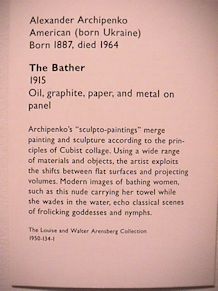 Alexander Archipenko
American (born Ukraine)
Born 1887, died 1964
The Bather
1915
Oil, graphite, paper, and metal on
panel
Archipenko's "sculpto-paintings" merge
painting and sculpture according to the prin-
ciples of Cubist collage. Using a wide range
of materials and objects, the artist exploits
the shifts between flat surfaces and projecting
volumes. Modern images of bathing women,
such as this nude carrying her towel while
she wades in the water, echo classical scenes
of frolicking goddesses and nymphs.
The Louise and Walter Arensberg Collection
1950-134-1